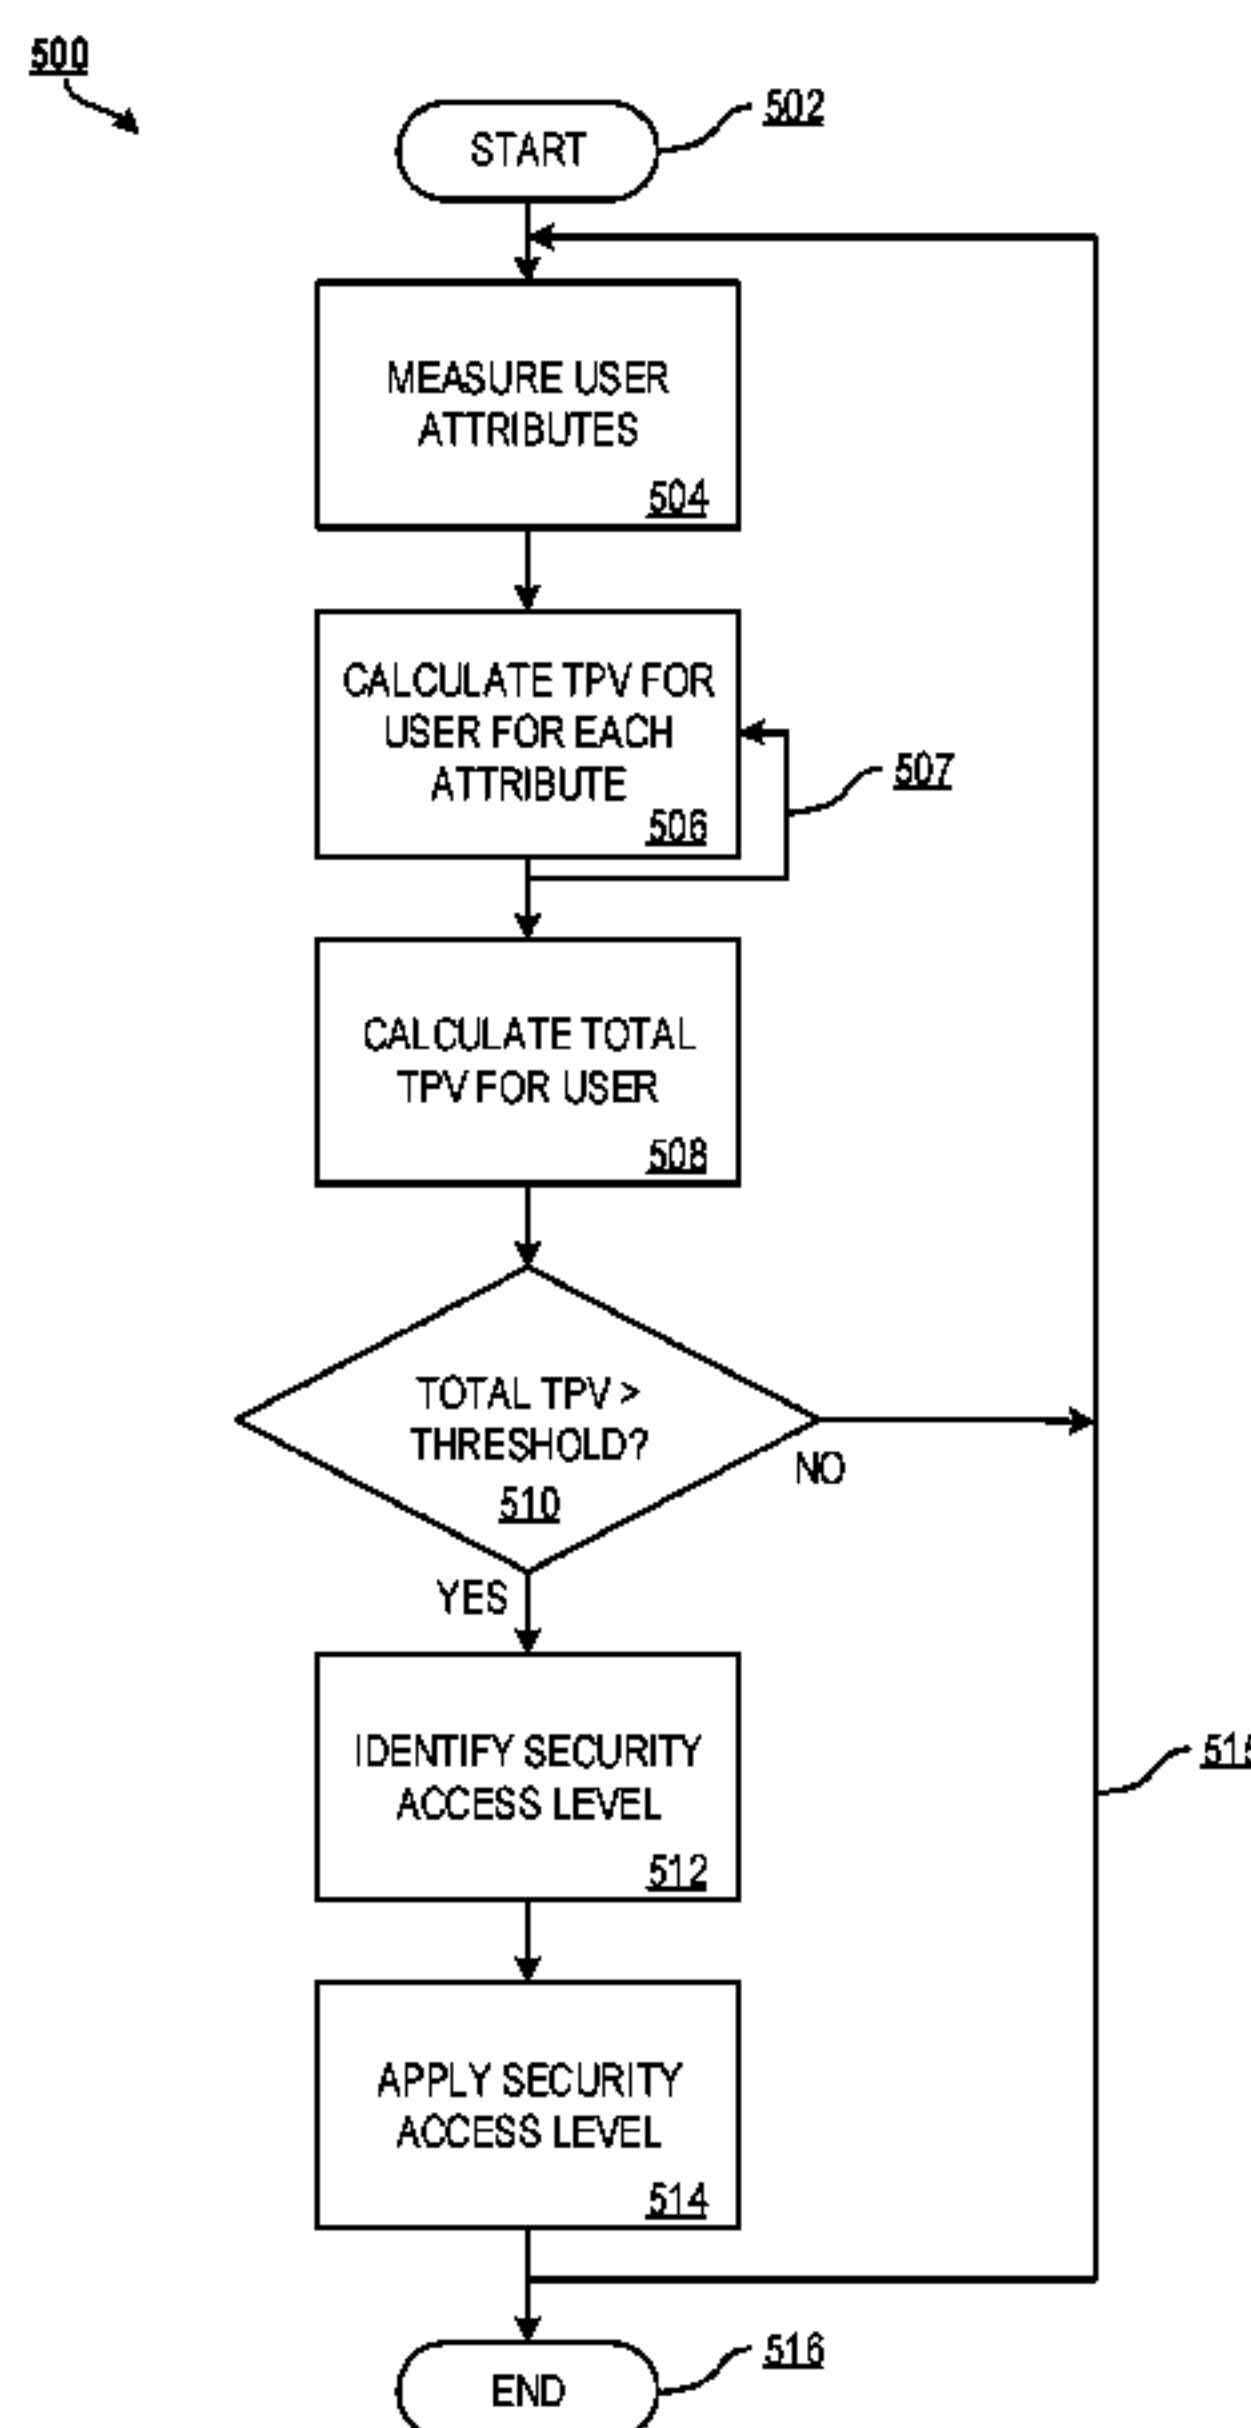 500
START
502
MEASURE USER
ATTRIBUTES
504
CALCULATE TPV FOR
USER FOR EACH
ATTRIBUTE
506
507
CALCULATE TOTAL
TPV FOR USER
508
TOTAL TPV >
THRESHOLD?
510
NO
YES
IDENTIFY SECURITY
ACCESS LEVEL
512
515
APPLY SECURITY
ACCESS LEVEL
514
END
516